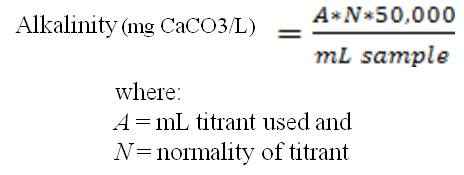 Alkalinity (mg CaCO3/L) = A*N*50,000
mL sample
where:
A = mL titrant used and
N = normality of titrant